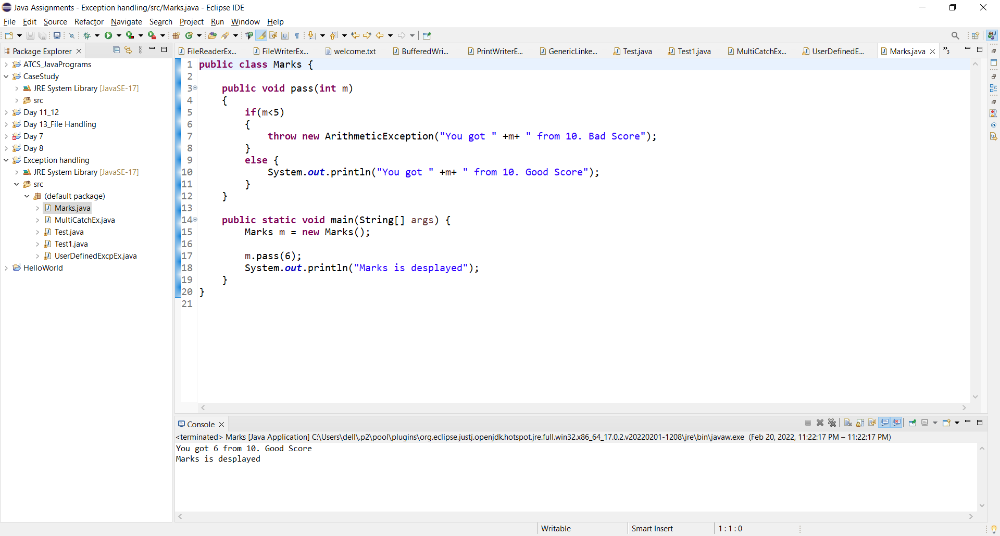 Java Assignments - Exception handling/src/Marks.java - Eclipse IDE
File Edit Source Refactor Navigate Search Project Run Window Help
Package Explorer
ATCS_JavaPrograms
CaseStudy
JRE System Library [JavaSE-17]
src
Day 11_12
Day 13_File Handling
Day 7
Day 8
Exception handling
JRE System Library [JavaSE-17]
src
(default package)
Marks.java
MultiCatchEx.java
Test.java
Test1.java
UserDefinedExcpEx.java
HelloWorld
FileReaderEx... FileWriterEx... welcome.txt BufferedWri... PrintWriterE... GenericLinke... Test.java Test1.java MultiCatchEx... UserDefinedE... Marks.java »3
1 public class Marks {
2
3 public void pass(int m)
4 {
5 if(m<5)
6 {
7 throw new ArithmeticException("You got " +m+ " from 10. Bad Score");
8 }
9 else {
10 System.out.println("You got " +m+ " from 10. Good Score");
11 }
12 }
13
14 public static void main(String[] args) {
15 Marks m = new Marks();
16
17 m.pass(6);
18 System.out.println("Marks is desplayed");
19 }
20 }
21
Console
<terminated> Marks [Java Application] C:\Users\dell\.p2\pool\plugins\org.eclipse.justj.openjdk.hotspot.jre.full.win32.x86_64_17.0.2.v20220201-1208\jre\bin\javaw.exe (Feb 20, 2022, 11:22:17 PM – 11:22:17 PM)
You got 6 from 10. Good Score
Marks is desplayed
Writable Smart Insert 1 : 1 : 0